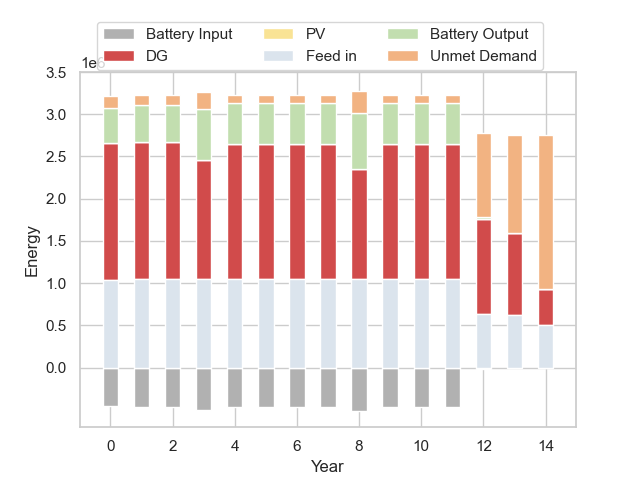 Battery Input PV Battery Output
DG Feed in Unmet Demand
1e6
3.5
3.0
2.5
2.0
1.5
1.0
0.5
0.0
Energy
0 2 4 6 8 10 12 14
Year